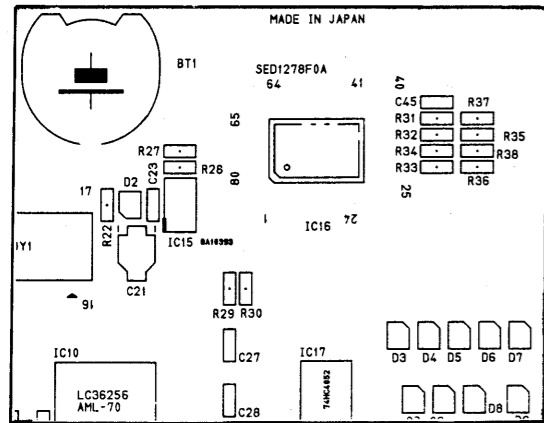 MADE IN JAPAN
BT1
SED1278F0A
64
41
40
C45
R37
R31
R32
R35
R34
R38
R33
R36
65
80
25
R27
R28
C23
D2
17
R22
IC15
BA10393
1
24
IC16
IY1
C21
16
R29
R30
D3
D4
D5
D6
D7
IC10
C27
IC17
LC36256
AML-70
74HC4052
C28
D8